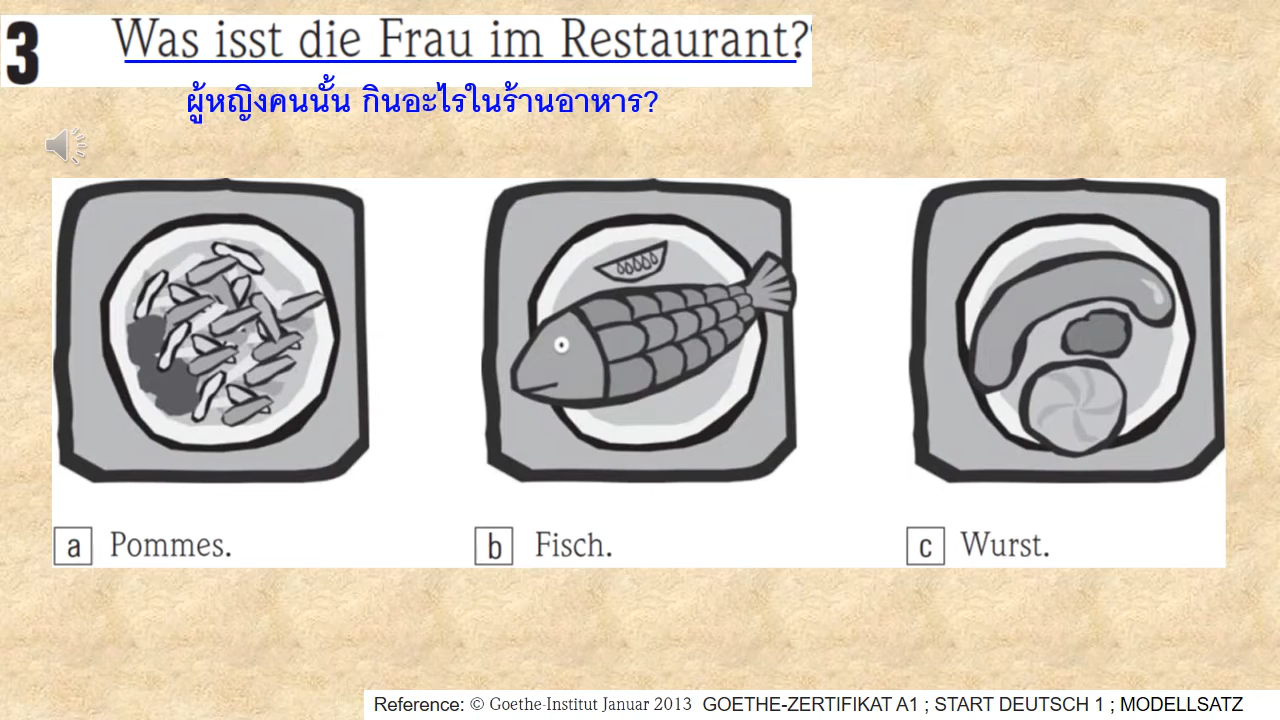 3 Was isst die Frau im Restaurant?
ผู้หญิงคนนั้น กินอะไรในร้านอาหาร?
a Pommes. b Fisch. c Wurst.
Reference: © Goethe-Institut Januar 2013 GOETHE-ZERTIFIKAT A1 ; START DEUTSCH 1 ; MODELLSATZ